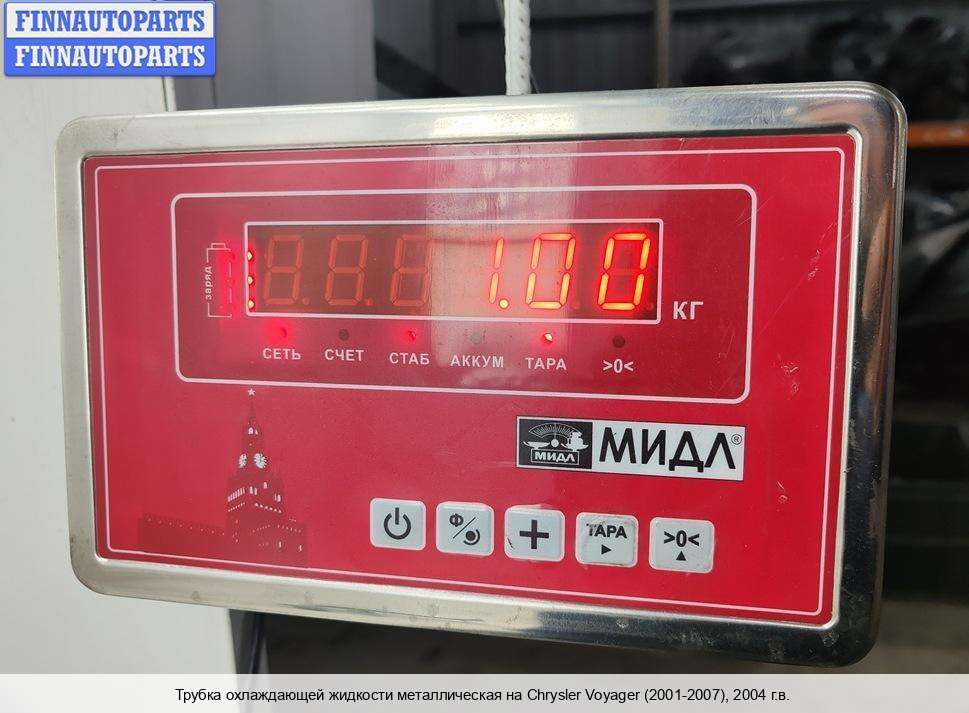 FINNAUTOPARTS
FINNAUTOPARTS
заряд
1.00
КГ
СЕТЬ СЧЕТ СТАБ АККУМ ТАРА >0<
МИДЛ МИДЛ®
Ф
+ ТАРА >0<
Трубка охлаждающей жидкости металлическая на Chrysler Voyager (2001-2007), 2004 г.в.